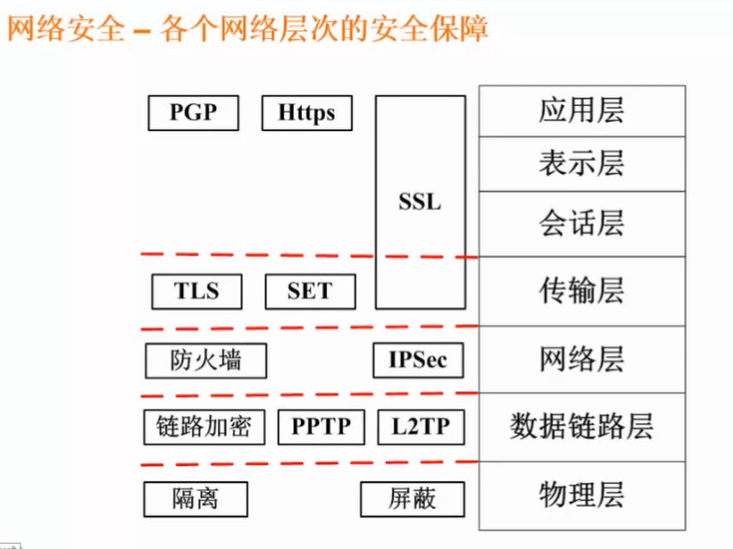 网络安全 – 各个网络层次的安全保障
PGP Https SSL 应用层
表示层
会话层
TLS SET 传输层
防火墙 IPSec 网络层
链路加密 PPTP L2TP 数据链路层
隔离 屏蔽 物理层